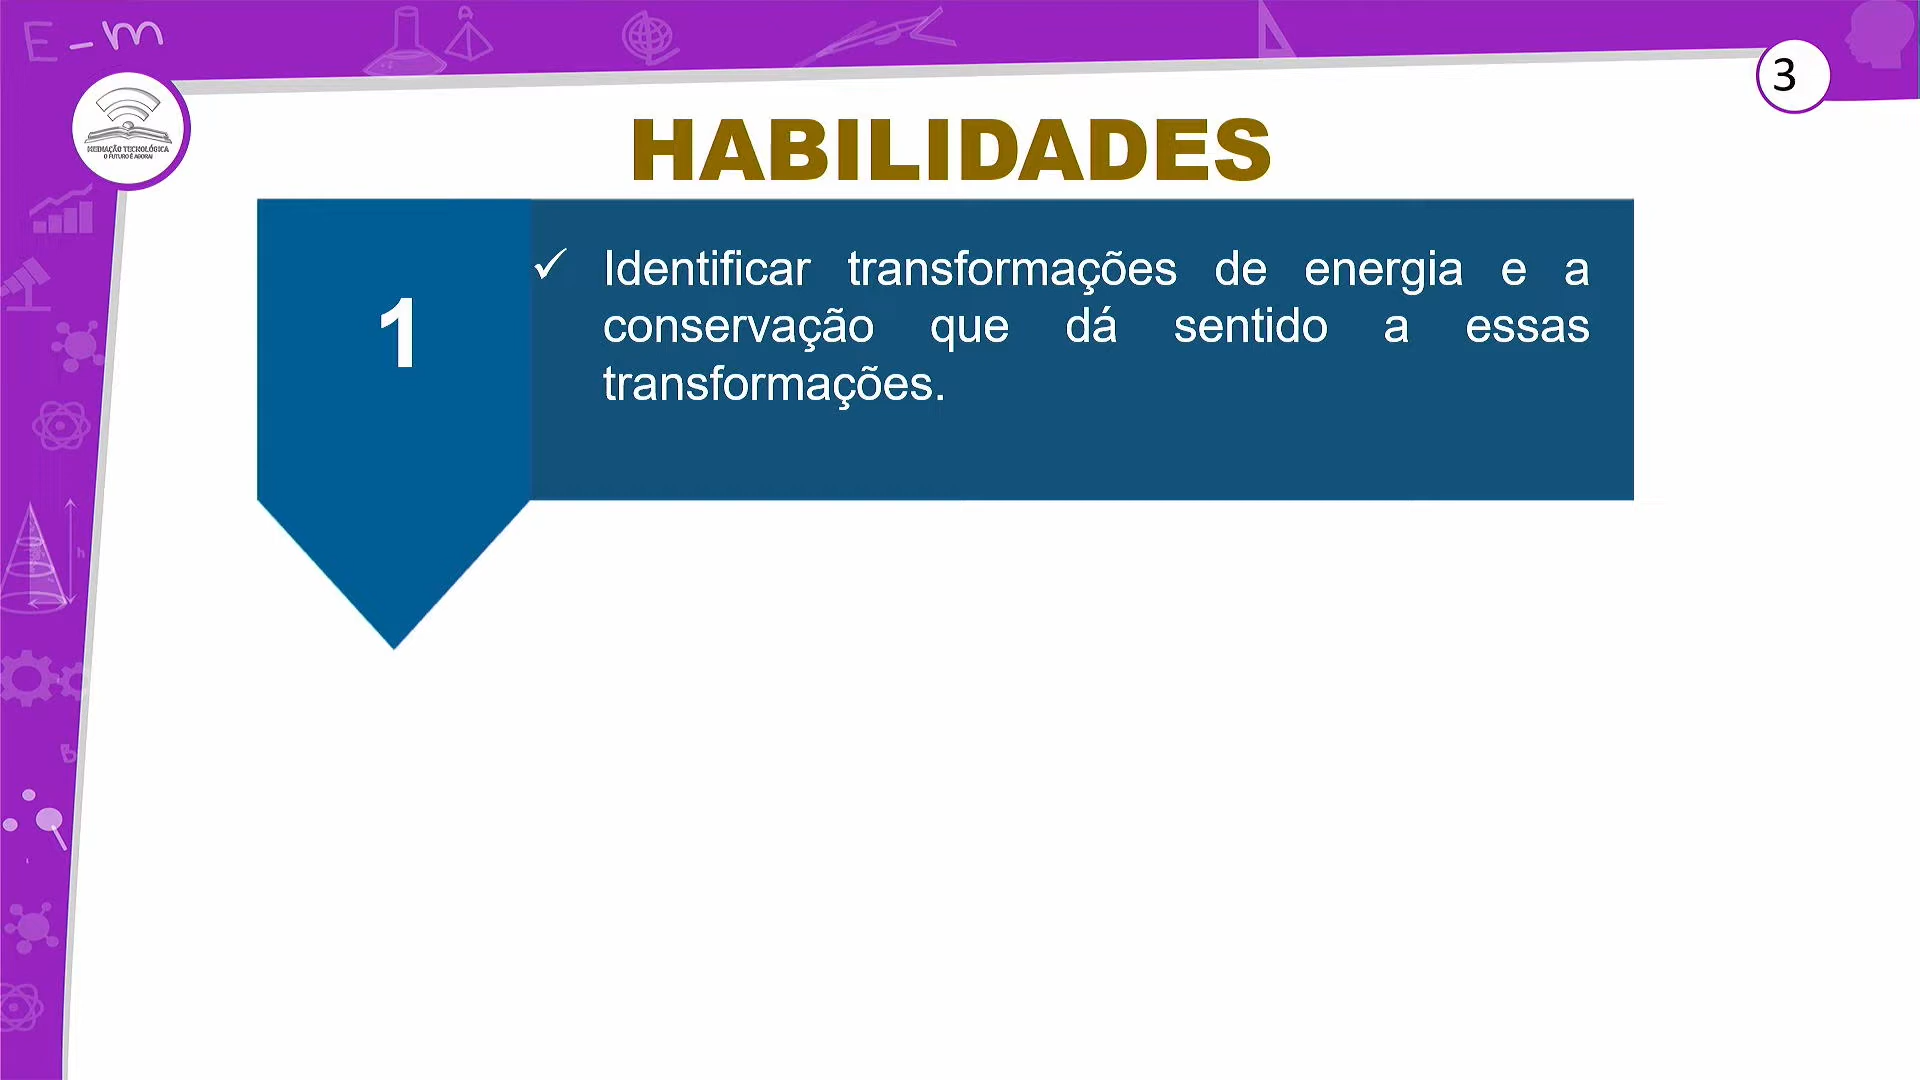 E-m
3
MEDIAÇÃO TECNOLÓGICA
O FUTURO É AGORA!
HABILIDADES
1
✓ Identificar transformações de energia e a
conservação que dá sentido a essas
transformações.
h
B